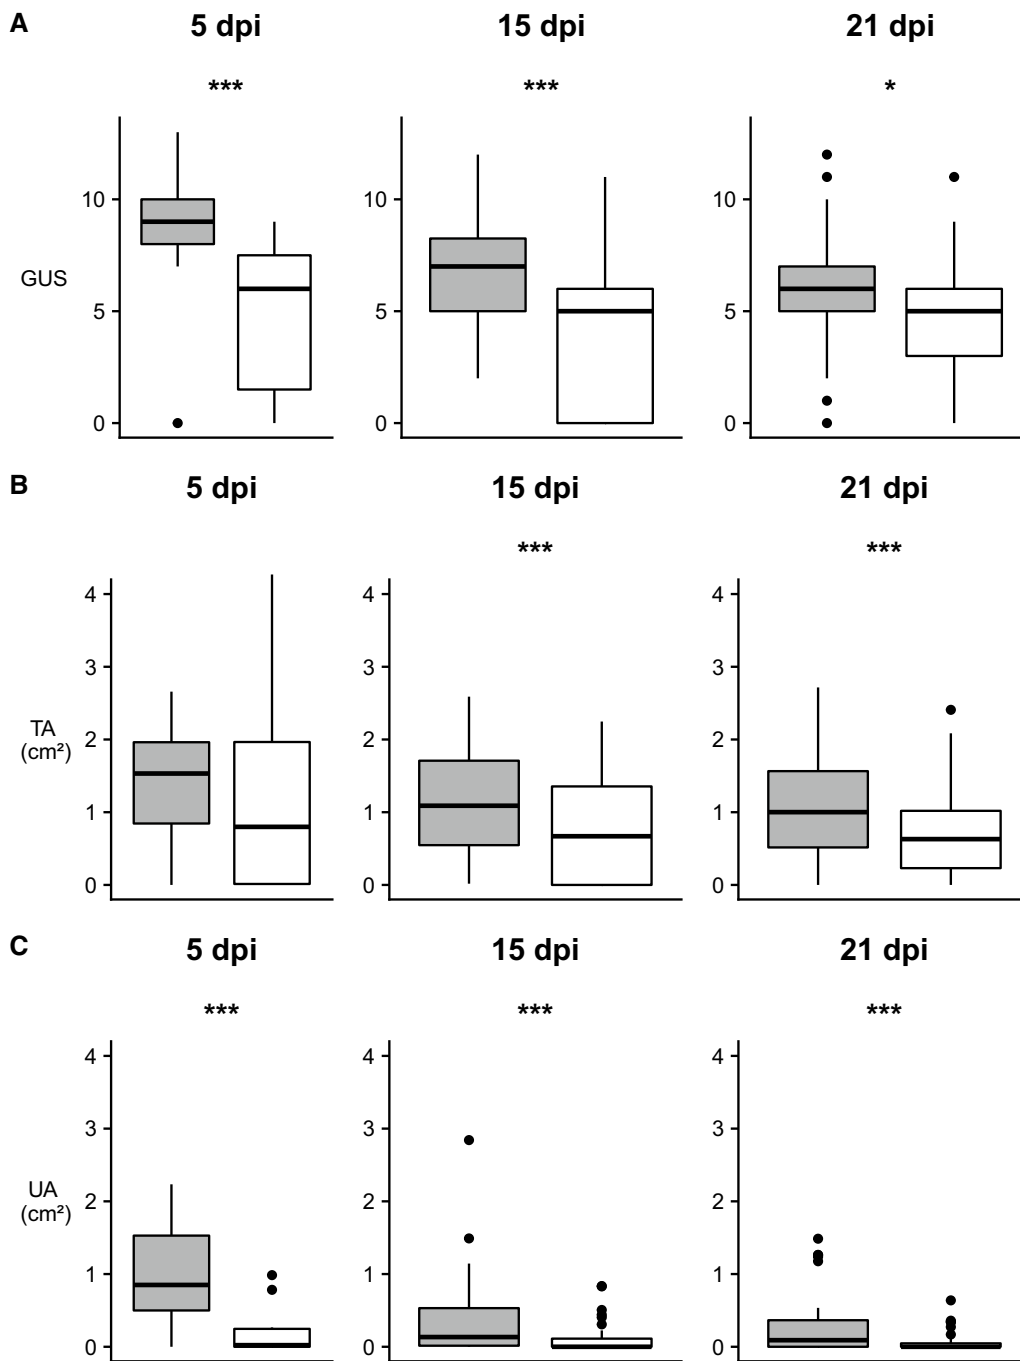 A
5 dpi 15 dpi 21 dpi
*** *** *
GUS
10 10 10
5 5 5
0 0 0
B
5 dpi 15 dpi 21 dpi
*** ***
TA
(cm²)
4 4 4
3 3 3
2 2 2
1 1 1
0 0 0
C
5 dpi 15 dpi 21 dpi
*** *** ***
UA
(cm²)
4 4 4
3 3 3
2 2 2
1 1 1
0 0 0